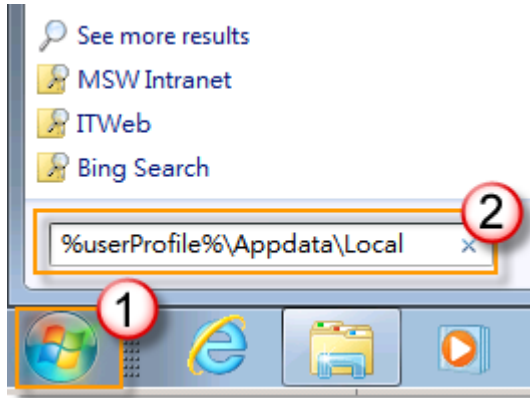 See more results
MSW Intranet
ITWeb
Bing Search
2
%userProfile%\Appdata\Local ×
1